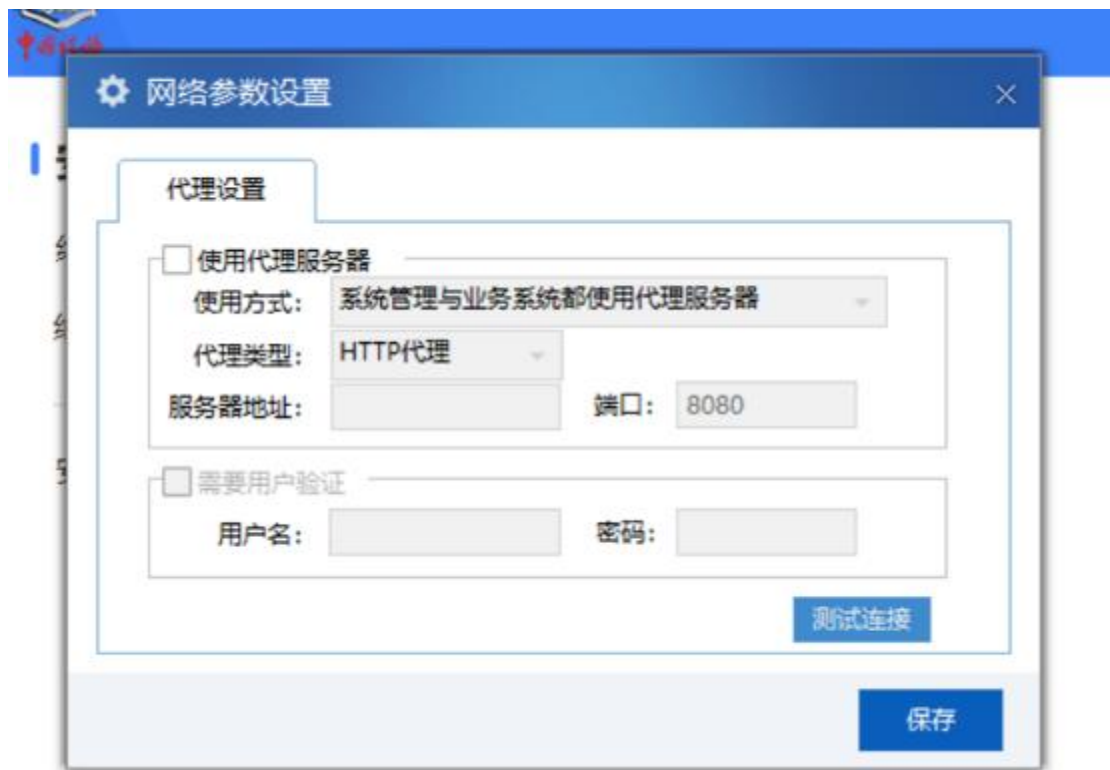 网络参数设置
代理设置
使用代理服务器
使用方式： 系统管理与业务系统都使用代理服务器
代理类型： HTTP代理
服务器地址： 端口： 8080
需要用户验证
用户名： 密码：
测试连接
保存